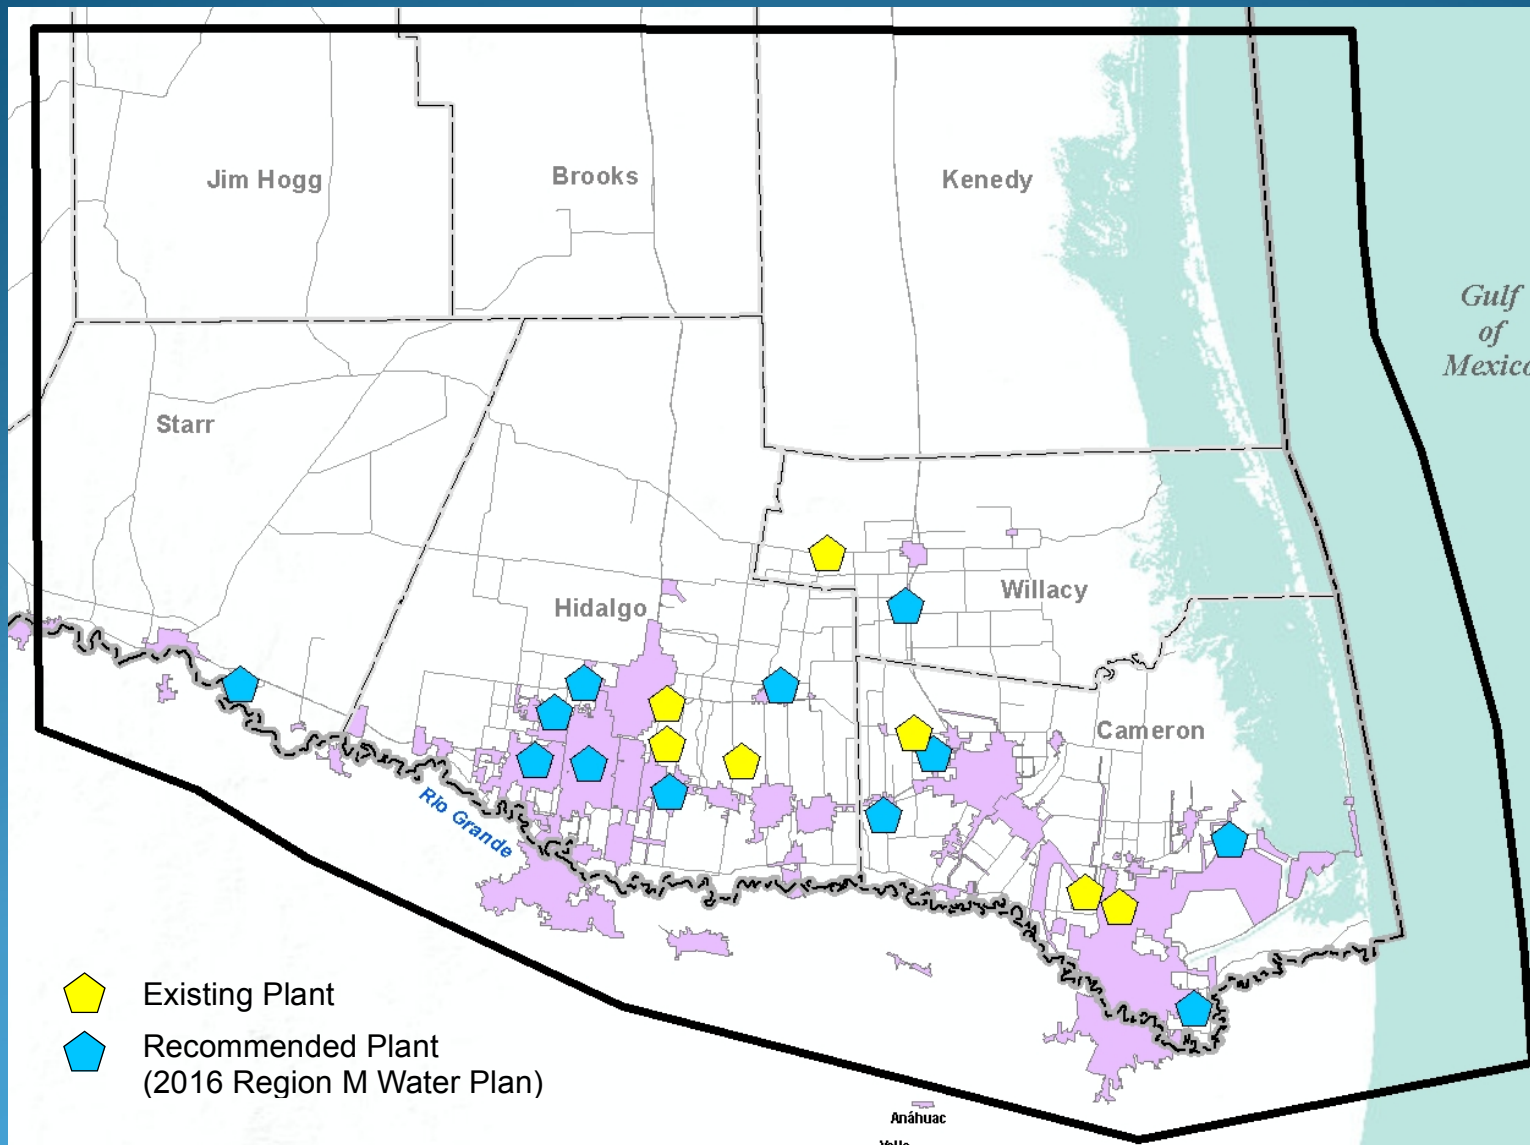 Jim Hogg
Brooks
Kenedy
Gulf
of
Mexico
Starr
Hidalgo
Willacy
Cameron
Rio Grande
Existing Plant
Recommended Plant
(2016 Region M Water Plan)
Anáhuac